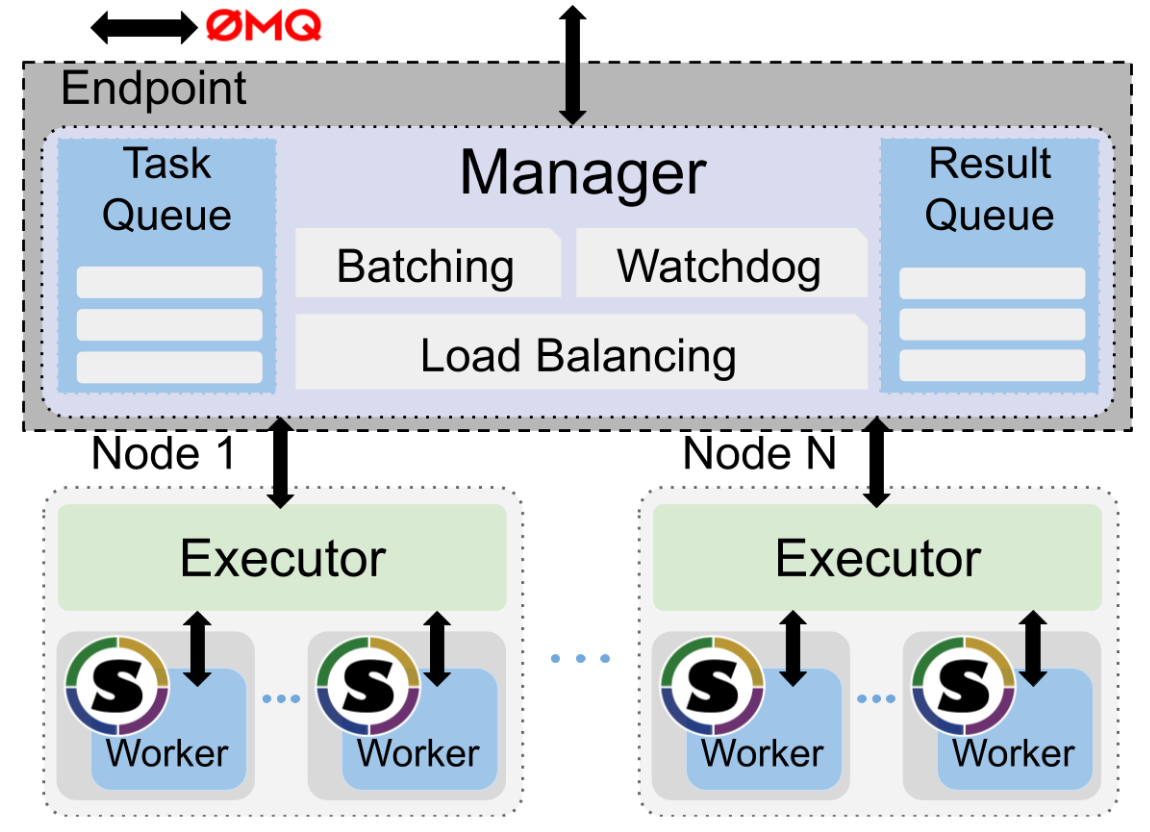 ØMQ
Endpoint
Task
Queue
Manager
Result
Queue
Batching
Watchdog
Load Balancing
Node 1
Node N
Executor
Executor
S
S
S
S
Worker
Worker
Worker
Worker